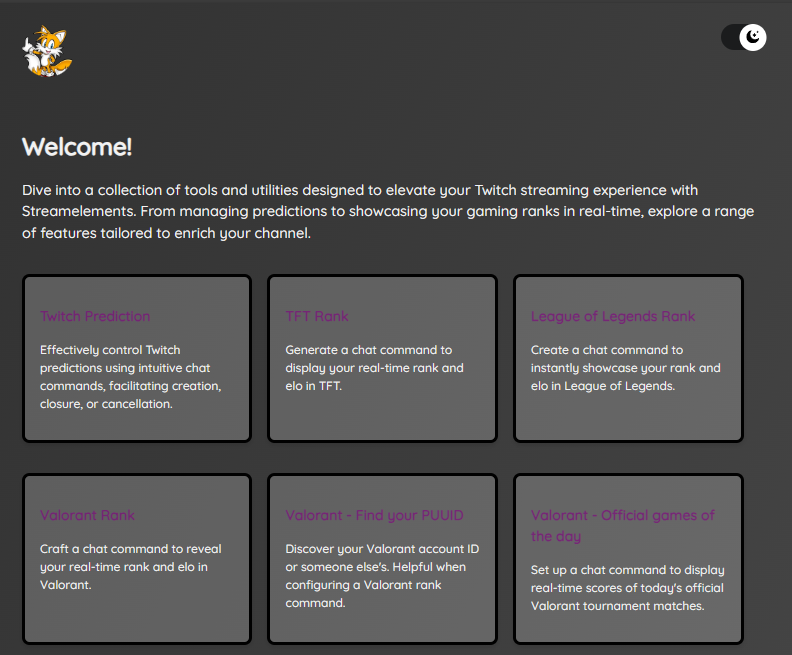 Welcome!
Dive into a collection of tools and utilities designed to elevate your Twitch streaming experience with
Streamelements. From managing predictions to showcasing your gaming ranks in real-time, explore a range
of features tailored to enrich your channel.
Twitch Prediction
Effectively control Twitch
predictions using intuitive chat
commands, facilitating creation,
closure, or cancellation.
TFT Rank
Generate a chat command to
display your real-time rank and
elo in TFT.
League of Legends Rank
Create a chat command to
instantly showcase your rank and
elo in League of Legends.
Valorant Rank
Craft a chat command to reveal
your real-time rank and elo in
Valorant.
Valorant - Find your PUUID
Discover your Valorant account ID
or someone else's. Helpful when
configuring a Valorant rank
command.
Valorant - Official games of
the day
Set up a chat command to display
real-time scores of today's official
Valorant tournament matches.